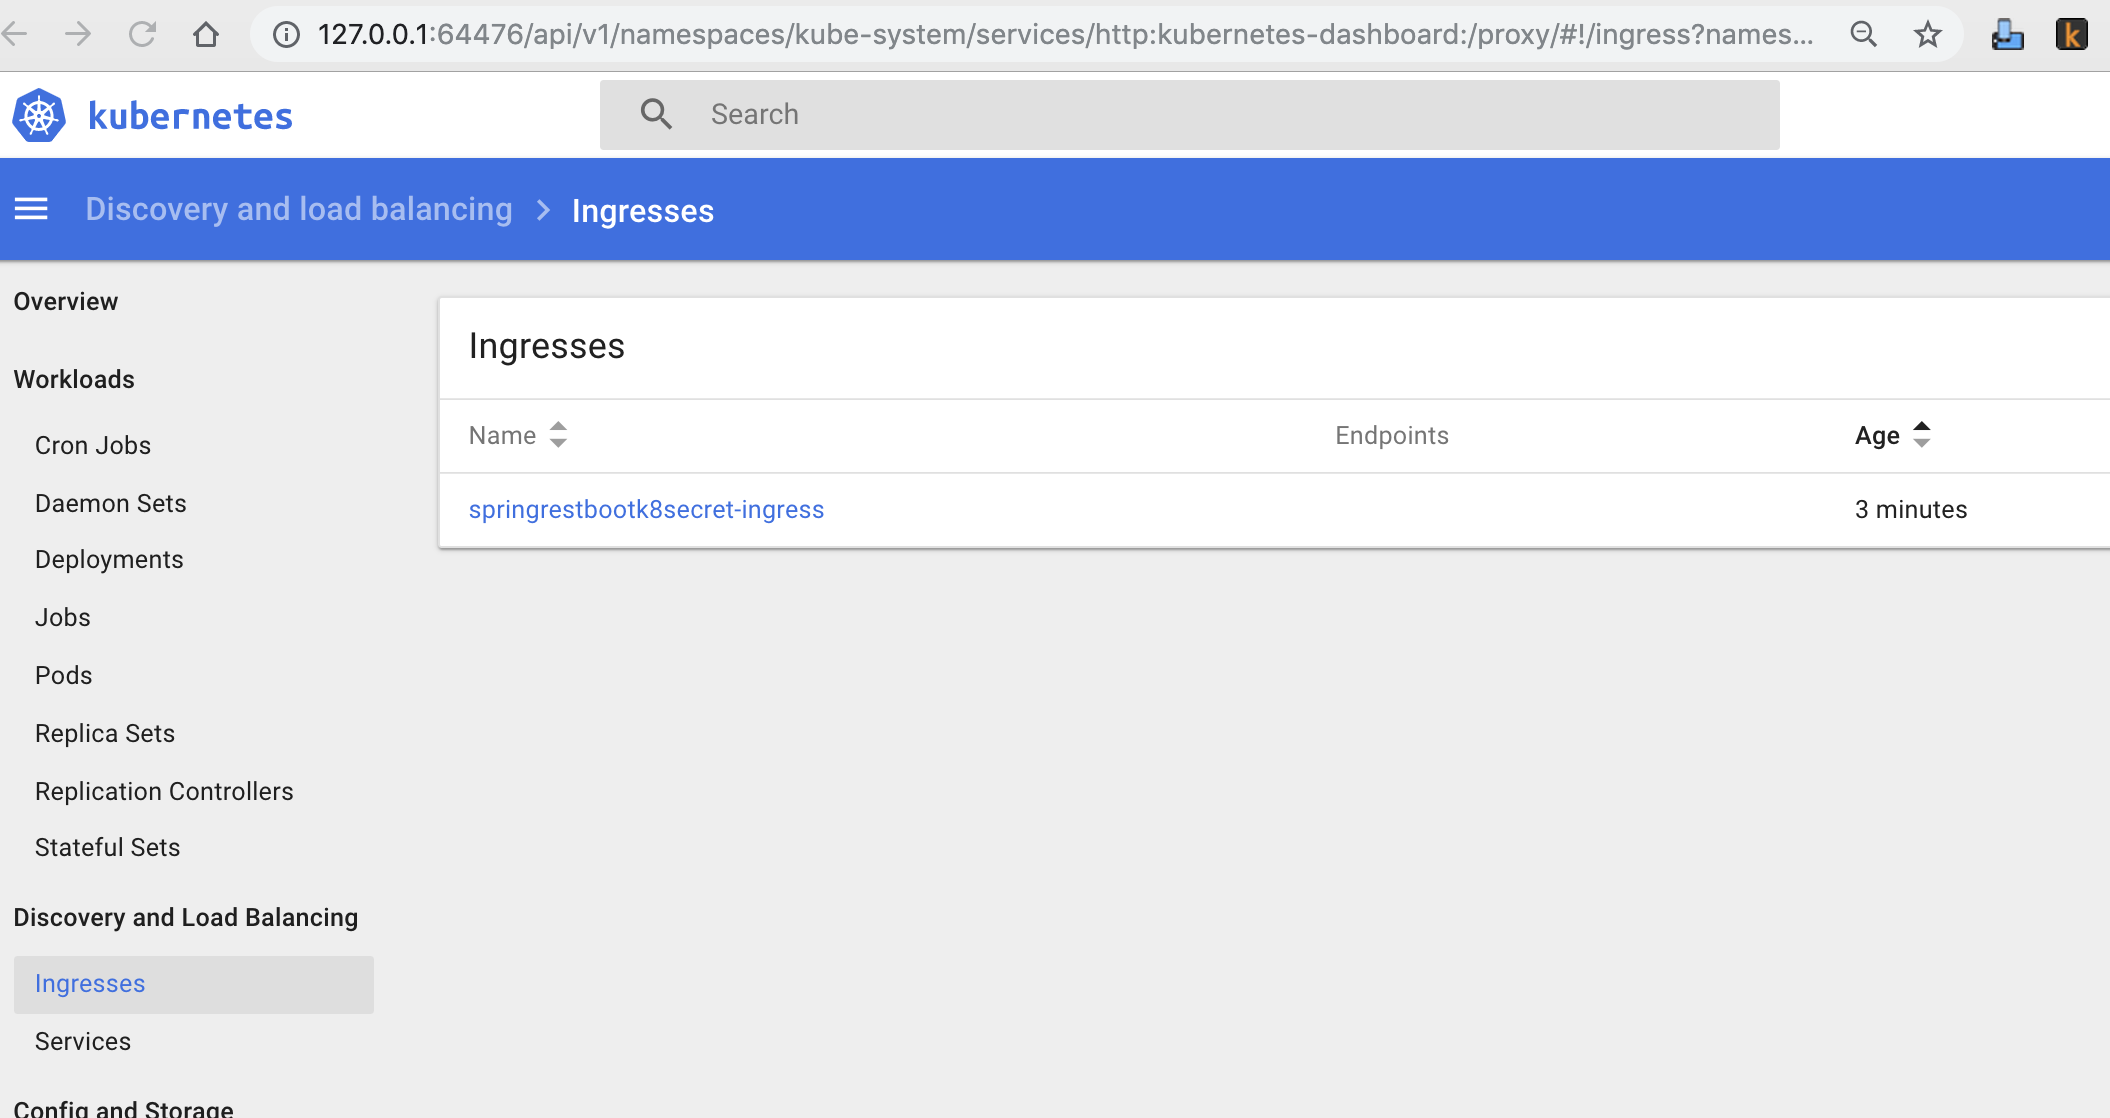 127.0.0.1:64476/api/v1/namespaces/kube-system/services/http:kubernetes-dashboard:/proxy/#!/ingress?names...
k
kubernetes
Search
Discovery and load balancing > Ingresses
Overview
Workloads
Cron Jobs
Daemon Sets
Deployments
Jobs
Pods
Replica Sets
Replication Controllers
Stateful Sets
Discovery and Load Balancing
Ingresses
Services
Config and Storage
Ingresses
Name Endpoints Age
springrestbootk8secret-ingress 3 minutes